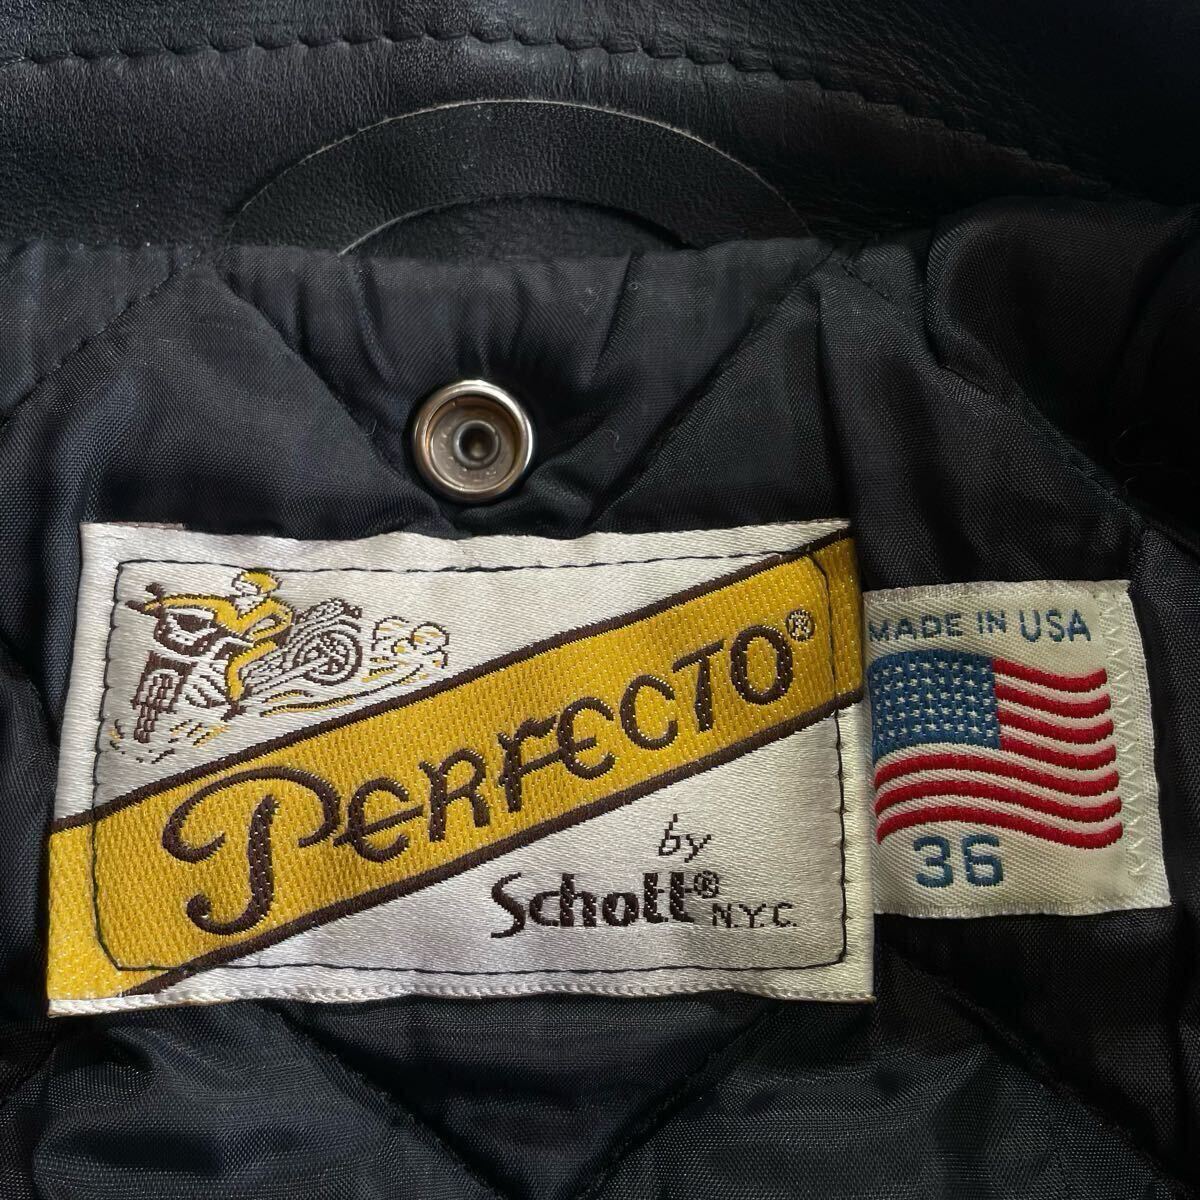 PERFECTO®
by
Schott® N.Y.C.
MADE IN USA
36